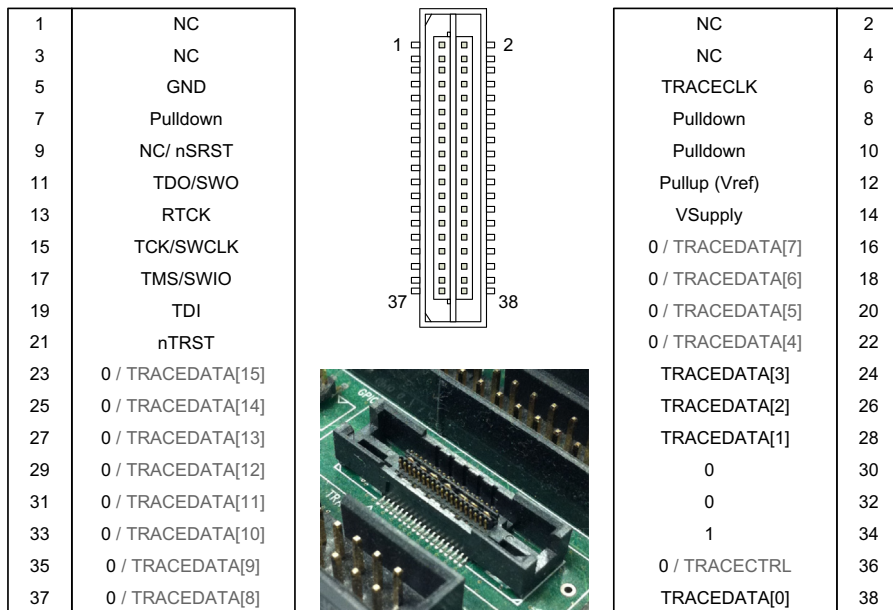 1 NC
3 NC
5 GND
7 Pulldown
9 NC/ nSRST
11 TDO/SWO
13 RTCK
15 TCK/SWCLK
17 TMS/SWIO
19 TDI
21 nTRST
23 0 / TRACEDATA[15]
25 0 / TRACEDATA[14]
27 0 / TRACEDATA[13]
29 0 / TRACEDATA[12]
31 0 / TRACEDATA[11]
33 0 / TRACEDATA[10]
35 0 / TRACEDATA[9]
37 0 / TRACEDATA[8]
1 2
37 38
GPIC
NC 2
NC 4
TRACECLK 6
Pulldown 8
Pulldown 10
Pullup (Vref) 12
VSupply 14
0 / TRACEDATA[7] 16
0 / TRACEDATA[6] 18
0 / TRACEDATA[5] 20
0 / TRACEDATA[4] 22
TRACEDATA[3] 24
TRACEDATA[2] 26
TRACEDATA[1] 28
0 30
0 32
1 34
0 / TRACECTRL 36
TRACEDATA[0] 38